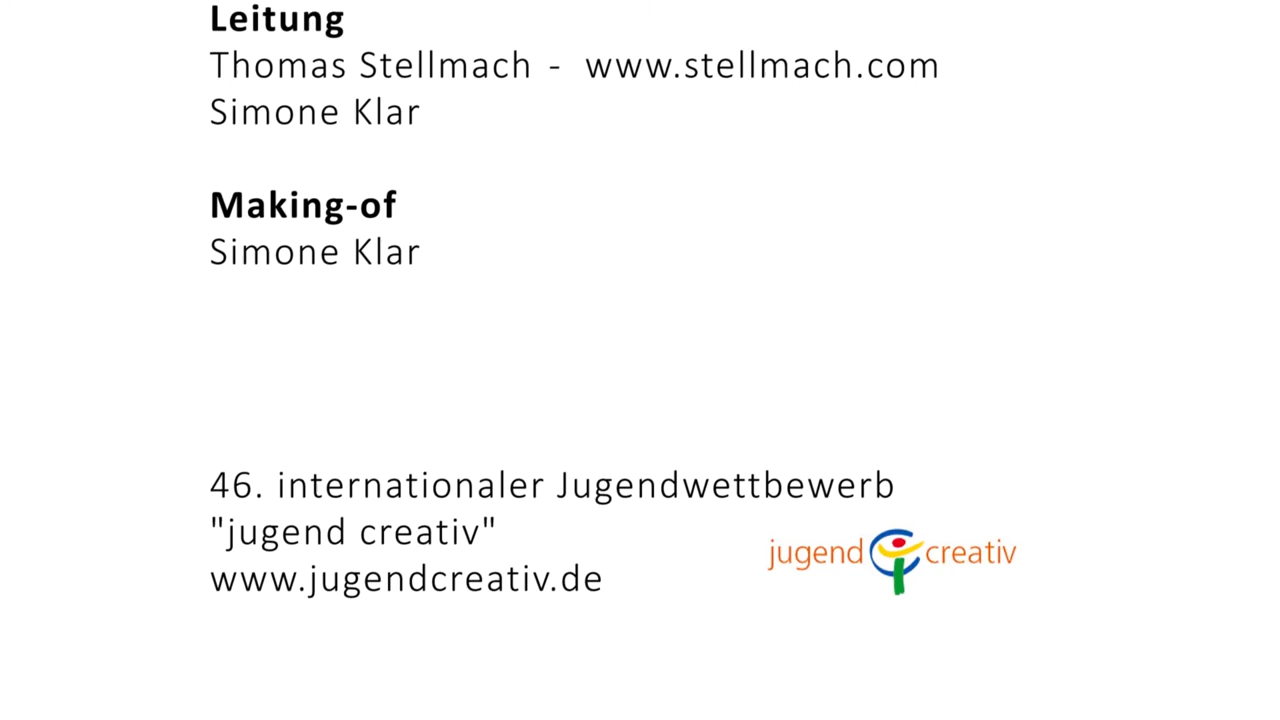 Leitung
Thomas Stellmach - www.stellmach.com
Simone Klar
Making-of
Simone Klar
46. internationaler Jugendwettbewerb
"jugend creativ"
www.jugendcreativ.de
jugend creativ